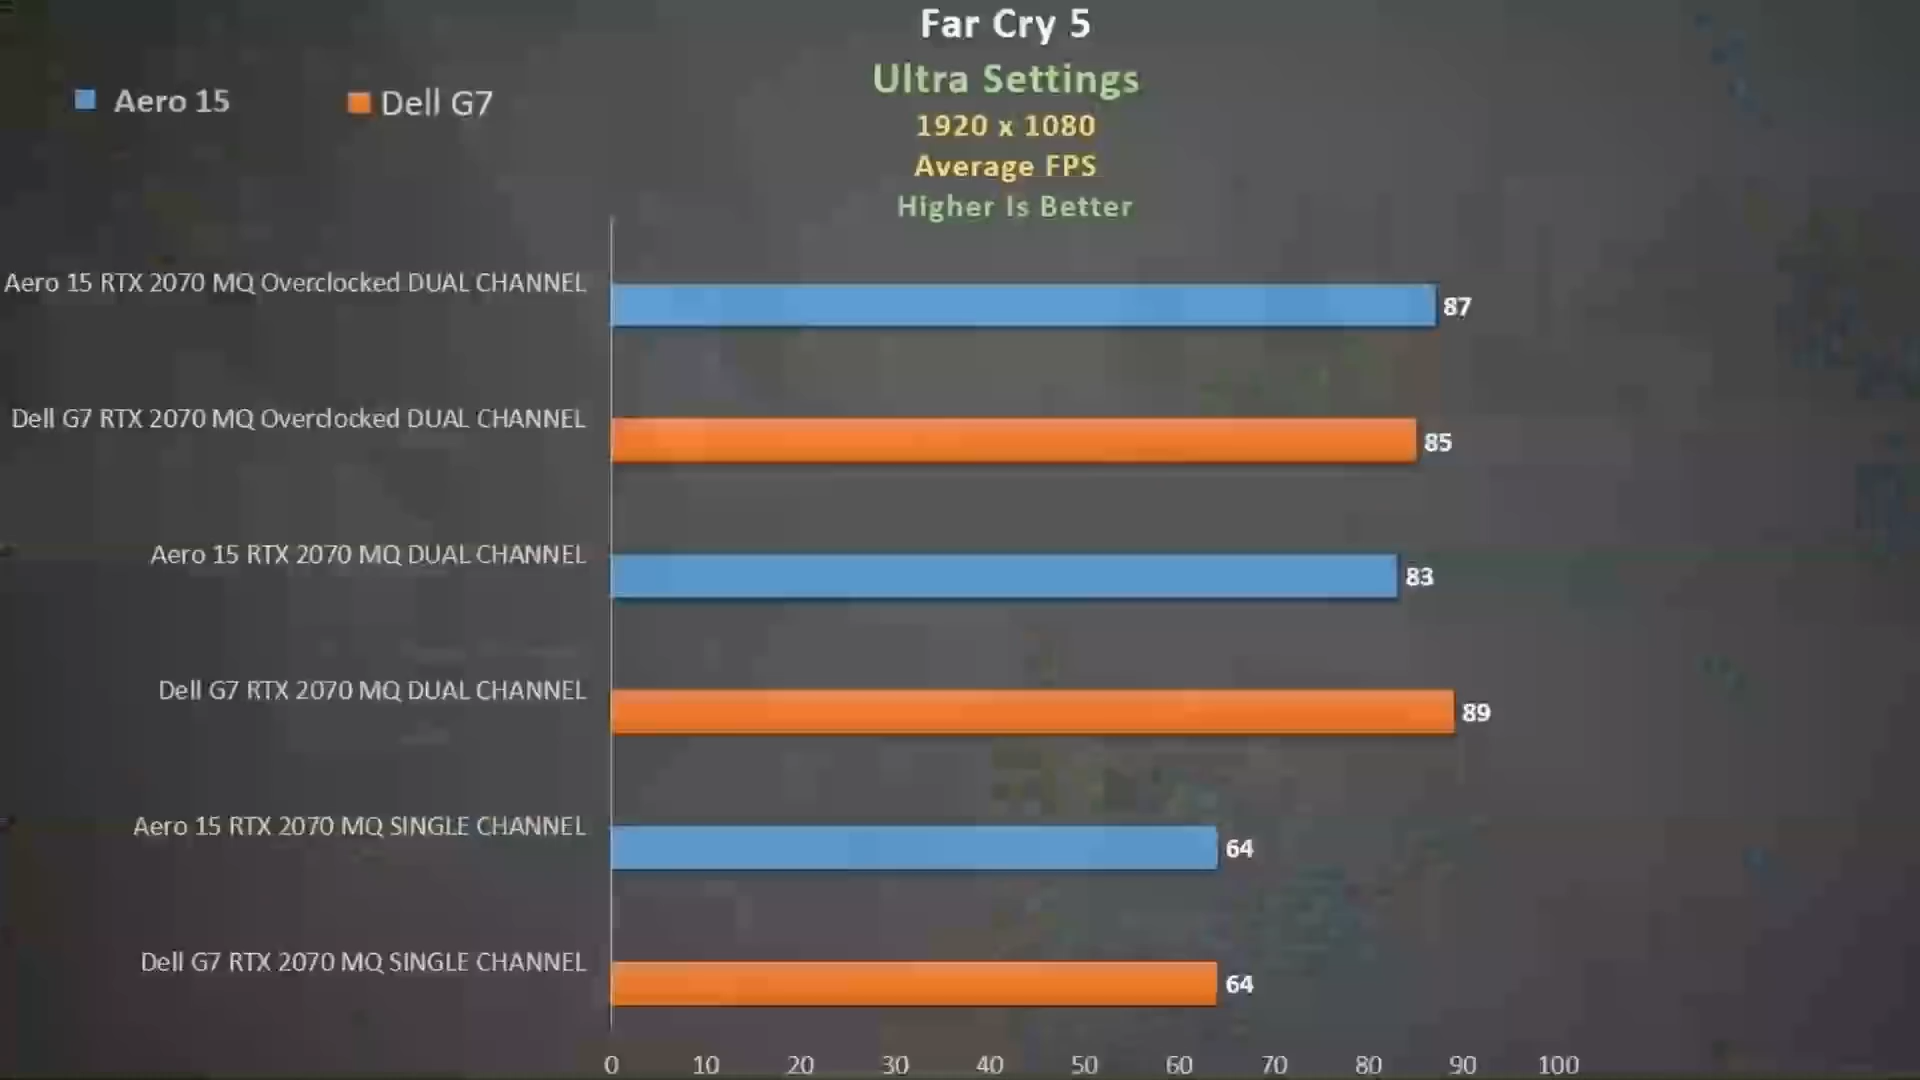 Far Cry 5
Ultra Settings
1920 x 1080
Average FPS
Higher Is Better
Aero 15
Dell G7
Aero 15 RTX 2070 MQ Overclocked DUAL CHANNEL
87
Dell G7 RTX 2070 MQ Overclocked DUAL CHANNEL
85
Aero 15 RTX 2070 MQ DUAL CHANNEL
83
Dell G7 RTX 2070 MQ DUAL CHANNEL
89
Aero 15 RTX 2070 MQ SINGLE CHANNEL
64
Dell G7 RTX 2070 MQ SINGLE CHANNEL
64
0 10 20 30 40 50 60 70 80 90 100